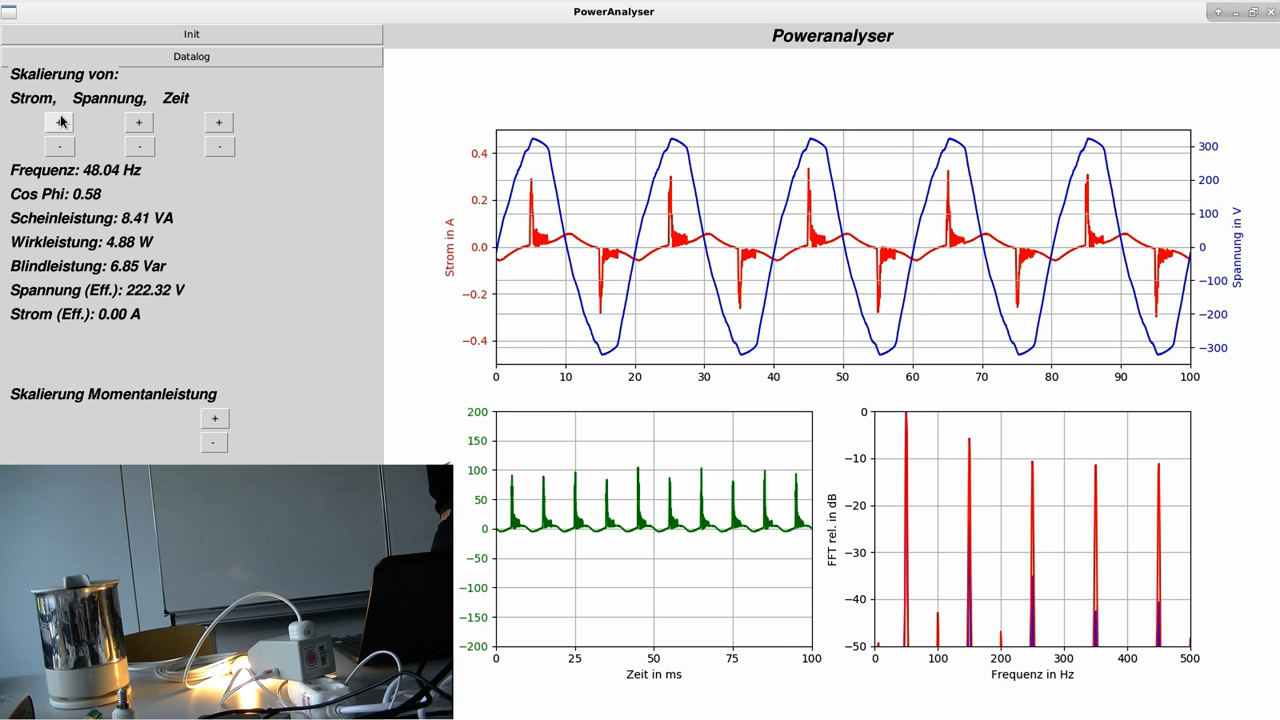 PowerAnalyser
Init
Poweranalyser
Datalog
Skalierung von:
Strom, Spannung, Zeit
+ + +
- - -
Frequenz: 48.04 Hz
Cos Phi: 0.58
Scheinleistung: 8.41 VA
Wirkleistung: 4.88 W
Blindleistung: 6.85 Var
Spannung (Eff.): 222.32 V
Strom (Eff.): 0.00 A
Skalierung Momentanleistung
+
-
Strom in A
0.4
0.2
0.0
−0.2
−0.4
300
200
100
0
−100
−200
−300
Spannung in V
0 10 20 30 40 50 60 70 80 90 100
200
150
100
50
0
−50
−100
−150
−200
0 25 50 75 100
Zeit in ms
FFT rel. in dB
0
−10
−20
−30
−40
−50
0 100 200 300 400 500
Frequenz in Hz